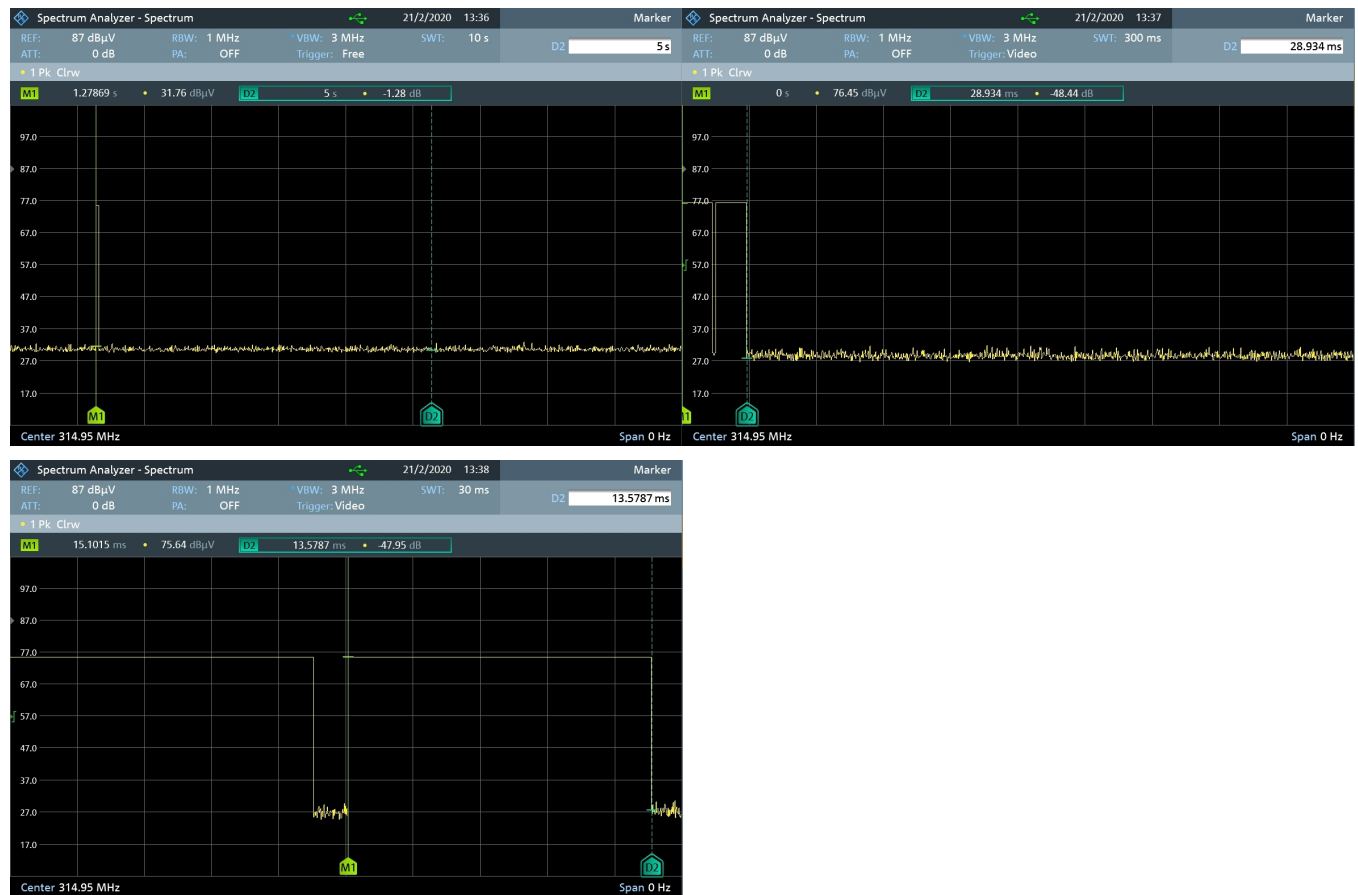 Spectrum Analyzer - Spectrum 21/2/2020 13:36 Marker
REF: 87 dBµV RBW: 1 MHz *VBW: 3 MHz SWT: 10 s D2 5 s
ATT: 0 dB PA: OFF Trigger: Free
1 Pk Clrw
M1 1.27869 s • 31.76 dBµV D2 5 s • -1.28 dB
97.0
87.0
77.0
67.0
57.0
47.0
37.0
27.0
17.0
M1 D2
Center 314.95 MHz Span 0 Hz
Spectrum Analyzer - Spectrum 21/2/2020 13:37 Marker
REF: 87 dBµV RBW: 1 MHz *VBW: 3 MHz SWT: 300 ms D2 28.934 ms
ATT: 0 dB PA: OFF Trigger: Video
1 Pk Clrw
M1 0 s • 76.45 dBµV D2 28.934 ms • -48.44 dB
97.0
87.0
77.0
67.0
57.0
47.0
37.0
27.0
17.0
1 D2
Center 314.95 MHz Span 0 Hz
Spectrum Analyzer - Spectrum 21/2/2020 13:38 Marker
REF: 87 dBµV RBW: 1 MHz *VBW: 3 MHz SWT: 30 ms D2 13.5787 ms
ATT: 0 dB PA: OFF Trigger: Video
1 Pk Clrw
M1 15.1015 ms • 75.64 dBµV D2 13.5787 ms • -47.95 dB
97.0
87.0
77.0
67.0
57.0
47.0
37.0
27.0
17.0
M1 D2
Center 314.95 MHz Span 0 Hz